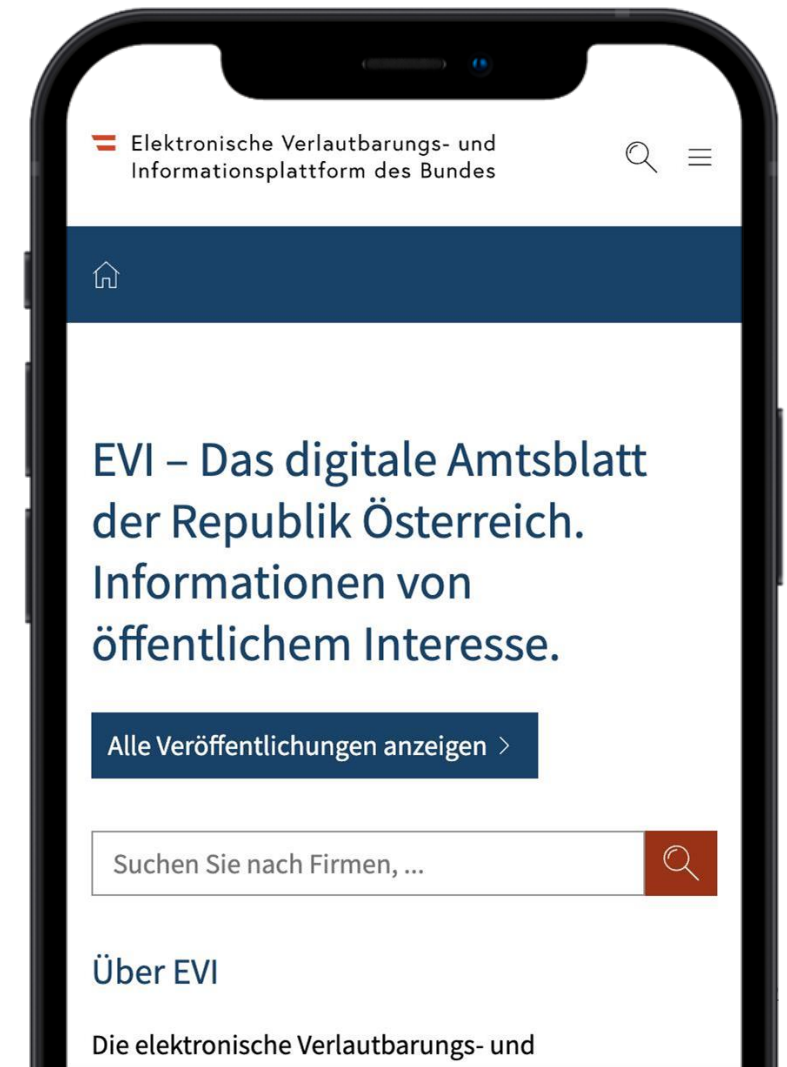 Elektronische Verlautbarungs- und
Informationsplattform des Bundes
EVI – Das digitale Amtsblatt
der Republik Österreich.
Informationen von
öffentlichem Interesse.
Alle Veröffentlichungen anzeigen
Suchen Sie nach Firmen, ...
Über EVI
Die elektronische Verlautbarungs- und